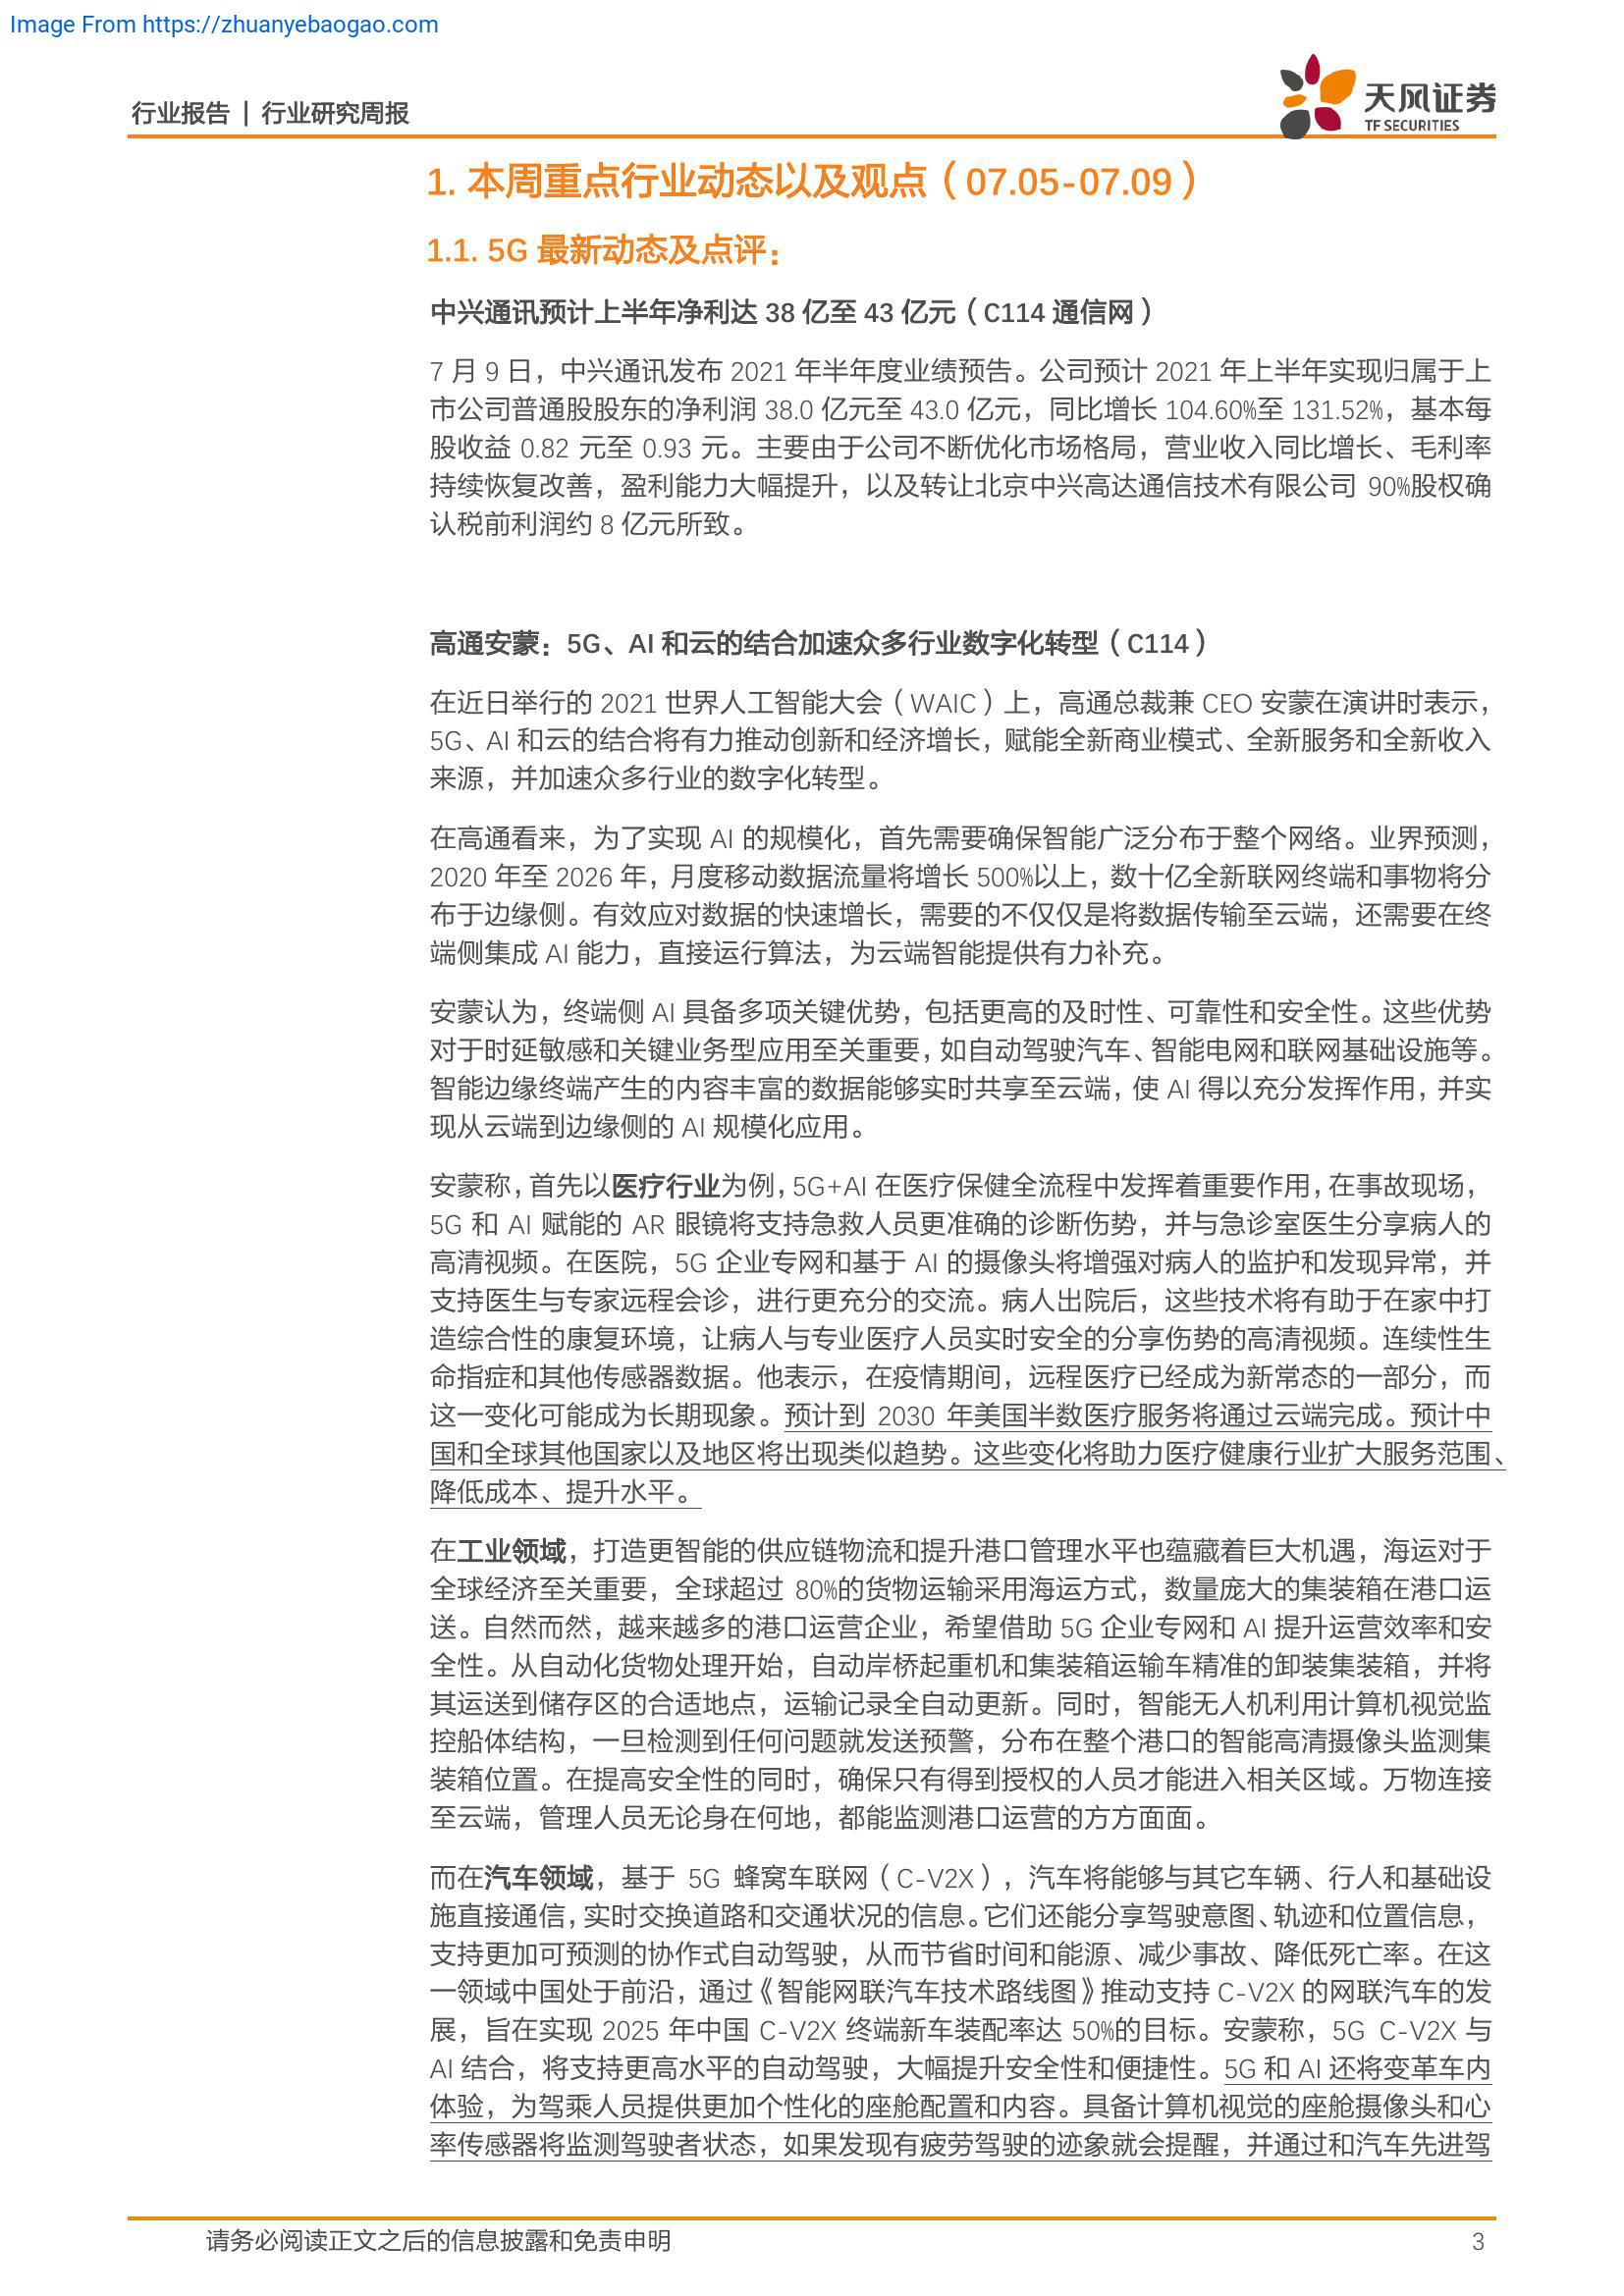 Image From https://zhuanyebaogao.com
行业报告 | 行业研究周报
天风证券
TF SECURITIES
1. 本周重点行业动态以及观点（07.05-07.09）
1.1. 5G 最新动态及点评：
中兴通讯预计上半年净利达 38 亿至 43 亿元（C114 通信网）
7 月 9 日，中兴通讯发布 2021 年半年度业绩预告。公司预计 2021 年上半年实现归属于上
市公司普通股股东的净利润 38.0 亿元至 43.0 亿元，同比增长 104.60%至 131.52%，基本每
股收益 0.82 元至 0.93 元。主要由于公司不断优化市场格局，营业收入同比增长、毛利率
持续恢复改善，盈利能力大幅提升，以及转让北京中兴高达通信技术有限公司 90%股权确
认税前利润约 8 亿元所致。
高通安蒙：5G、AI 和云的结合加速众多行业数字化转型（C114）
在近日举行的 2021 世界人工智能大会（WAIC）上，高通总裁兼 CEO 安蒙在演讲时表示，
5G、AI 和云的结合将有力推动创新和经济增长，赋能全新商业模式、全新服务和全新收入
来源，并加速众多行业的数字化转型。
在高通看来，为了实现 AI 的规模化，首先需要确保智能广泛分布于整个网络。业界预测，
2020 年至 2026 年，月度移动数据流量将增长 500%以上，数十亿全新联网终端和事物将分
布于边缘侧。有效应对数据的快速增长，需要的不仅仅是将数据传输至云端，还需要在终
端侧集成 AI 能力，直接运行算法，为云端智能提供有力补充。
安蒙认为，终端侧 AI 具备多项关键优势，包括更高的及时性、可靠性和安全性。这些优势
对于时延敏感和关键业务型应用至关重要，如自动驾驶汽车、智能电网和联网基础设施等。
智能边缘终端产生的内容丰富的数据能够实时共享至云端，使 AI 得以充分发挥作用，并实
现从云端到边缘侧的 AI 规模化应用。
安蒙称，首先以医疗行业为例，5G+AI 在医疗保健全流程中发挥着重要作用，在事故现场，
5G 和 AI 赋能的 AR 眼镜将支持急救人员更准确的诊断伤势，并与急诊室医生分享病人的
高清视频。在医院，5G 企业专网和基于 AI 的摄像头将增强对病人的监护和发现异常，并
支持医生与专家远程会诊，进行更充分的交流。病人出院后，这些技术将有助于在家中打
造综合性的康复环境，让病人与专业医疗人员实时安全的分享伤势的高清视频。连续性生
命指症和其他传感器数据。他表示，在疫情期间，远程医疗已经成为新常态的一部分，而
这一变化可能成为长期现象。预计到 2030 年美国半数医疗服务将通过云端完成。预计中
国和全球其他国家以及地区将出现类似趋势。这些变化将助力医疗健康行业扩大服务范围、
降低成本、提升水平。
在工业领域，打造更智能的供应链物流和提升港口管理水平也蕴藏着巨大机遇，海运对于
全球经济至关重要，全球超过 80%的货物运输采用海运方式，数量庞大的集装箱在港口运
送。自然而然，越来越多的港口运营企业，希望借助 5G 企业专网和 AI 提升运营效率和安
全性。从自动化货物处理开始，自动岸桥起重机和集装箱运输车精准的卸装集装箱，并将
其运送到储存区的合适地点，运输记录全自动更新。同时，智能无人机利用计算机视觉监
控船体结构，一旦检测到任何问题就发送预警，分布在整个港口的智能高清摄像头监测集
装箱位置。在提高安全性的同时，确保只有得到授权的人员才能进入相关区域。万物连接
至云端，管理人员无论身在何地，都能监测港口运营的方方面面。
而在汽车领域，基于 5G 蜂窝车联网（C-V2X），汽车将能够与其它车辆、行人和基础设
施直接通信，实时交换道路和交通状况的信息。它们还能分享驾驶意图、轨迹和位置信息，
支持更加可预测的协作式自动驾驶，从而节省时间和能源、减少事故、降低死亡率。在这
一领域中国处于前沿，通过《智能网联汽车技术路线图》推动支持 C-V2X 的网联汽车的发
展，旨在实现 2025 年中国 C-V2X 终端新车装配率达 50%的目标。安蒙称，5G C-V2X 与
AI 结合，将支持更高水平的自动驾驶，大幅提升安全性和便捷性。5G 和 AI 还将变革车内
体验，为驾乘人员提供更加个性化的座舱配置和内容。具备计算机视觉的座舱摄像头和心
率传感器将监测驾驶者状态，如果发现有疲劳驾驶的迹象就会提醒，并通过和汽车先进驾
请务必阅读正文之后的信息披露和免责申明
3